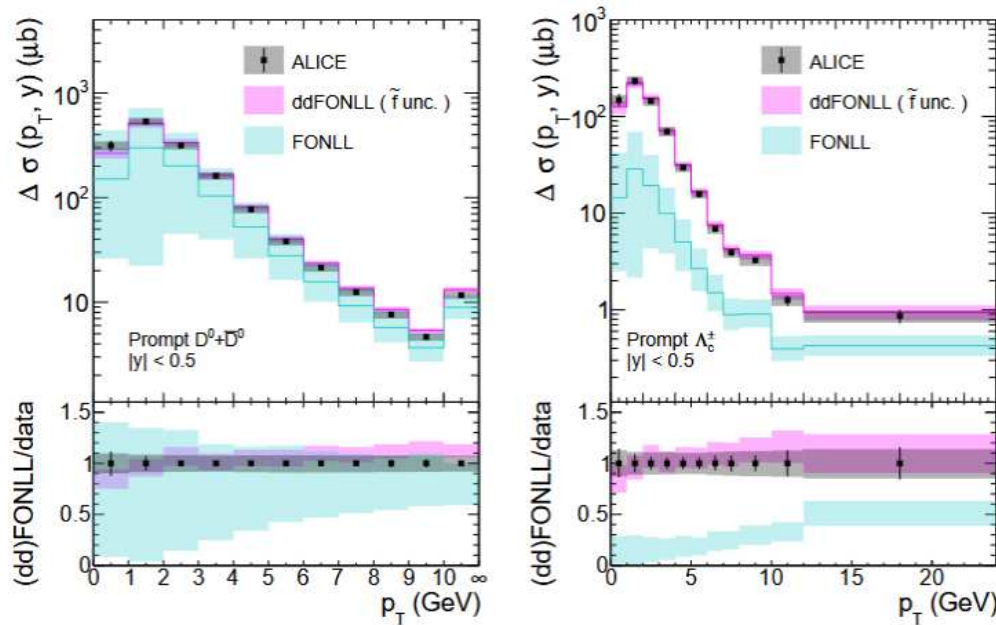 Δ σ (p_T, y) (μb)
10³
10²
10
ALICE
ddFONLL ( f̃ unc. )
FONLL
Prompt D⁰+D̅⁰
|y| < 0.5
(dd)FONLL/data
1.5
1
0.5
0
0 1 2 3 4 5 6 7 8 9 10 ∞
p_T (GeV)
Δ σ (p_T, y) (μb)
10³
10²
10
1
ALICE
ddFONLL ( f̃ unc. )
FONLL
Prompt Λ_c^±
|y| < 0.5
(dd)FONLL/data
1.5
1
0.5
0
0 5 10 15 20
p_T (GeV)